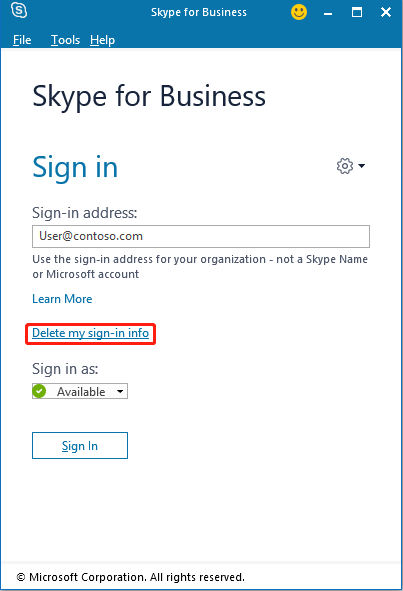 Skype for Business
File Tools Help
Skype for Business
Sign in
Sign-in address:
User@contoso.com
Use the sign-in address for your organization - not a Skype Name
or Microsoft account
Learn More
Delete my sign-in info
Sign in as:
Available
Sign In
© Microsoft Corporation. All rights reserved.